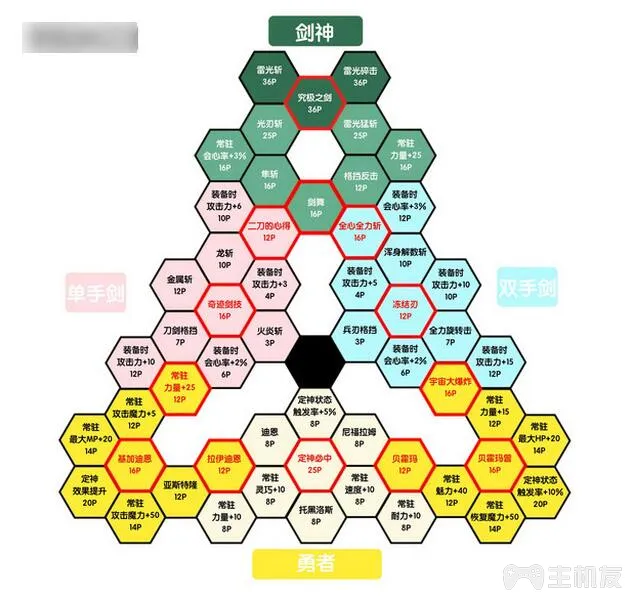 剑神
雷光斩
36P
雷光碎击
36P
究极之剑
36P
光刃斩
25P
雷光猛斩
25P
常驻
会心率+3%
16P
常驻
力量+25
16P
隼斩
16P
格挡反击
12P
剑舞
16P
装备时
攻击力+6
10P
装备时
会心率+3%
12P
二刀的心得
12P
全心全力斩
16P
龙斩
10P
浑身解数斩
10P
金属斩
12P
装备时
攻击力+3
4P
装备时
攻击力+5
4P
装备时
攻击力+10
10P
单手剑
双手剑
奇迹剑技
16P
冻结刃
12P
刀剑格挡
7P
火炎斩
3P
兵刃格挡
3P
全力旋转击
7P
装备时
攻击力+10
12P
装备时
会心率+2%
6P
装备时
会心率+2%
6P
装备时
攻击力+15
12P
常驻
力量+25
12P
宇宙大爆炸
16P
常驻
攻击魔力+5
12P
定神状态
触发率+5%
8P
常驻
力量+15
12P
常驻
最大MP+20
14P
迪恩
8P
尼福拉姆
8P
常驻
最大HP+20
14P
基加迪恩
16P
拉伊迪恩
12P
定神必中
25P
贝霍玛
12P
贝霍玛兽
16P
定神
效果提升
20P
亚斯特隆
12P
常驻
灵巧+10
8P
常驻
速度+10
8P
常驻
魅力+40
12P
定神状态
触发率+10%
20P
常驻
攻击魔力+50
14P
常驻
力量+10
8P
托黑洛斯
8P
常驻
耐力+10
8P
常驻
恢复魔力+50
14P
勇者
主机友